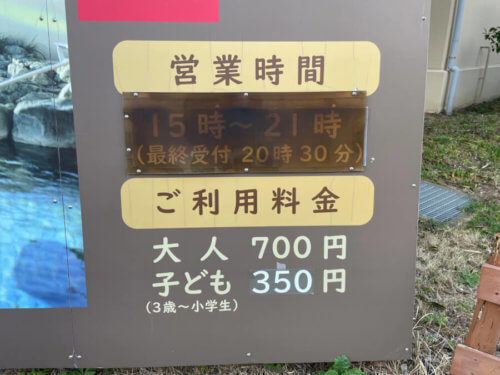 営業時間
15時～21時
(最終受付 20時30分)
ご利用料金
大人 700円
子ども 350円
(3歳～小学生)